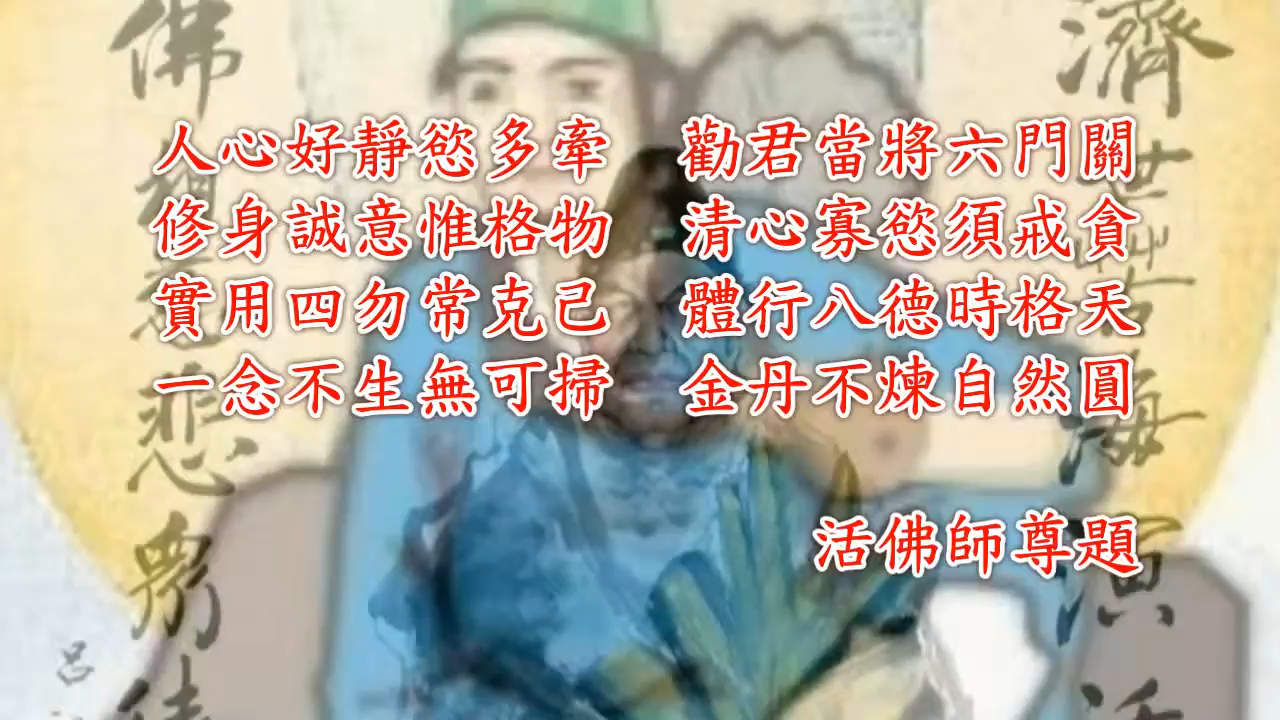 人心好靜慾多牽 勸君當將六門關
修身誠意惟格物 清心寡慾須戒貪
實用四勿常克己 體行八德時格天
一念不生無可掃 金丹不煉自然圓
活佛師尊題